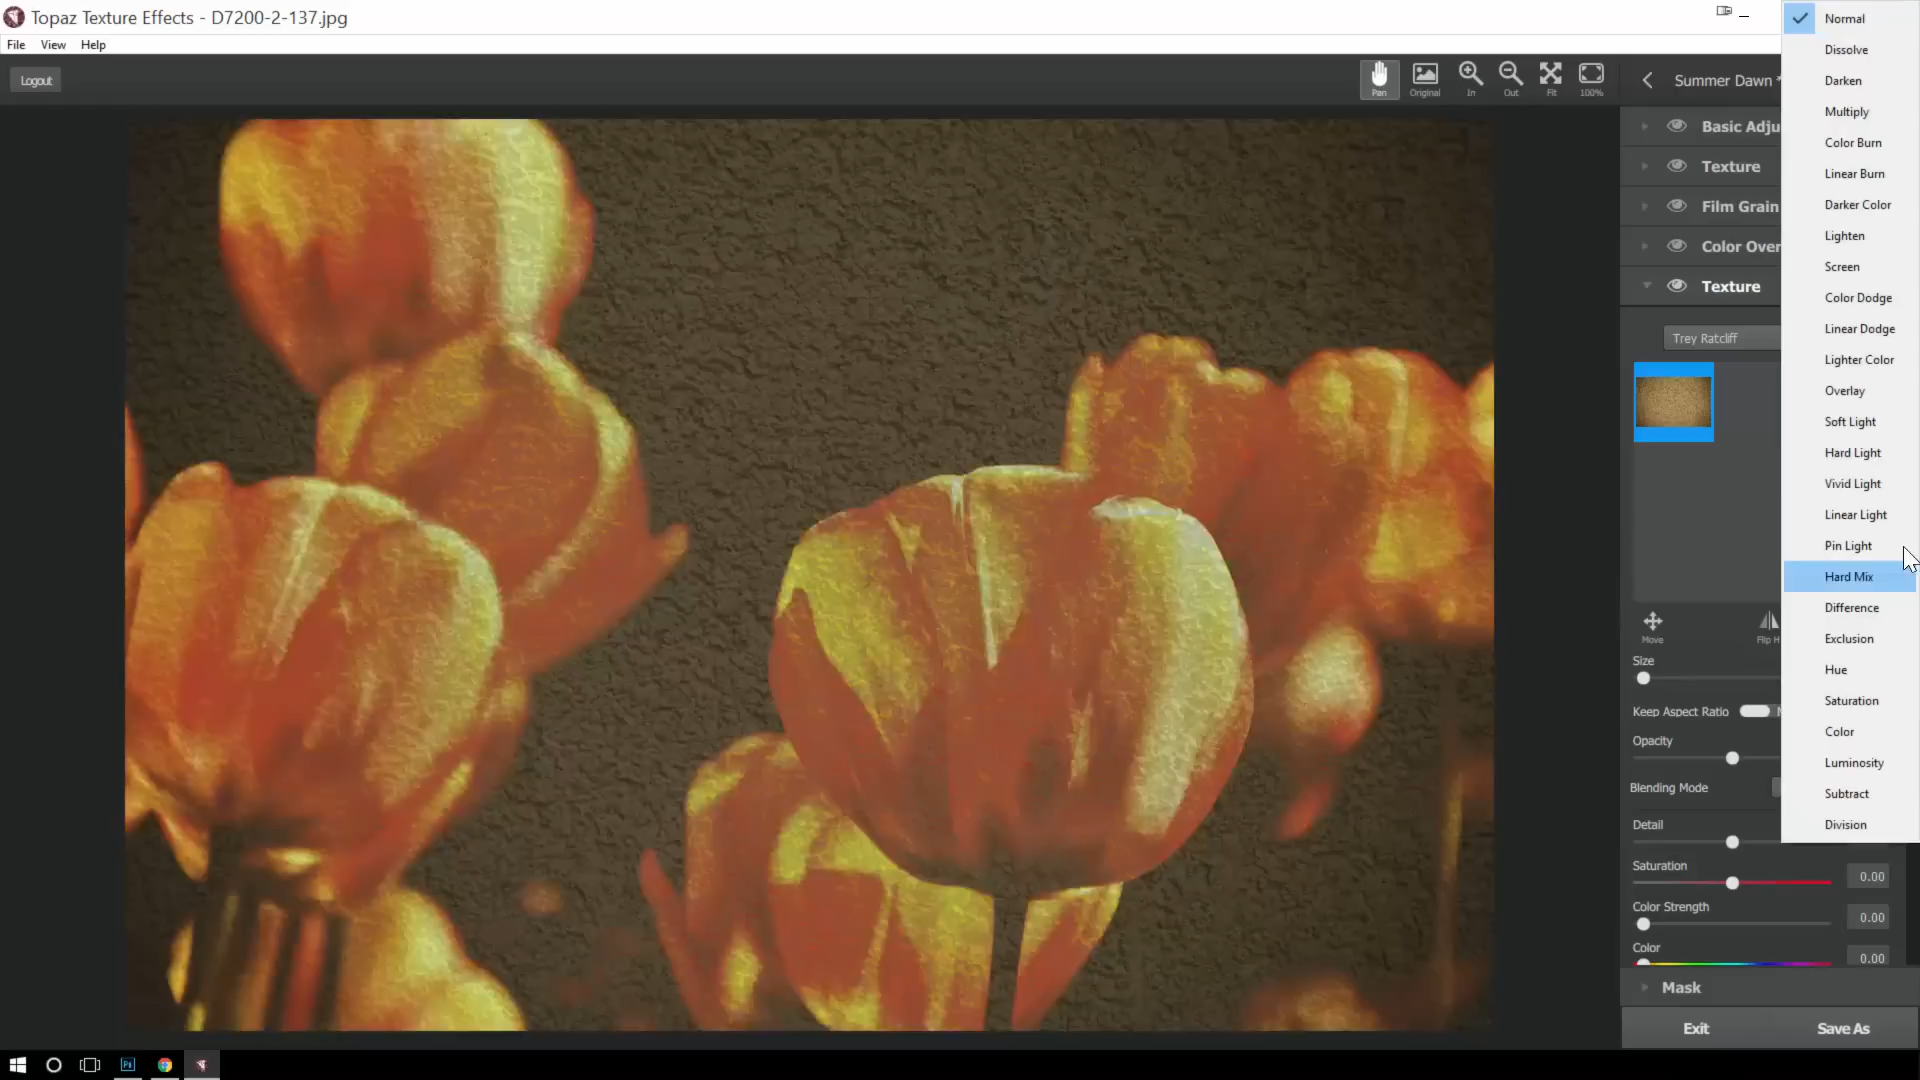 Topaz Texture Effects - D7200-2-137.jpg
File View Help
Logout
Pan
Original
In
Out
Fit
100%
Summer Dawn *
Basic Adju
Texture
Film Grain
Color Over
Texture
Trey Ratcliff
Move
Flip H
Size
Keep Aspect Ratio
Opacity
Blending Mode
Detail
Saturation 0.00
Color Strength 0.00
Color 0.00
Mask
Exit
Save As
Normal
Dissolve
Darken
Multiply
Color Burn
Linear Burn
Darker Color
Lighten
Screen
Color Dodge
Linear Dodge
Lighter Color
Overlay
Soft Light
Hard Light
Vivid Light
Linear Light
Pin Light
Hard Mix
Difference
Exclusion
Hue
Saturation
Color
Luminosity
Subtract
Division
Ps